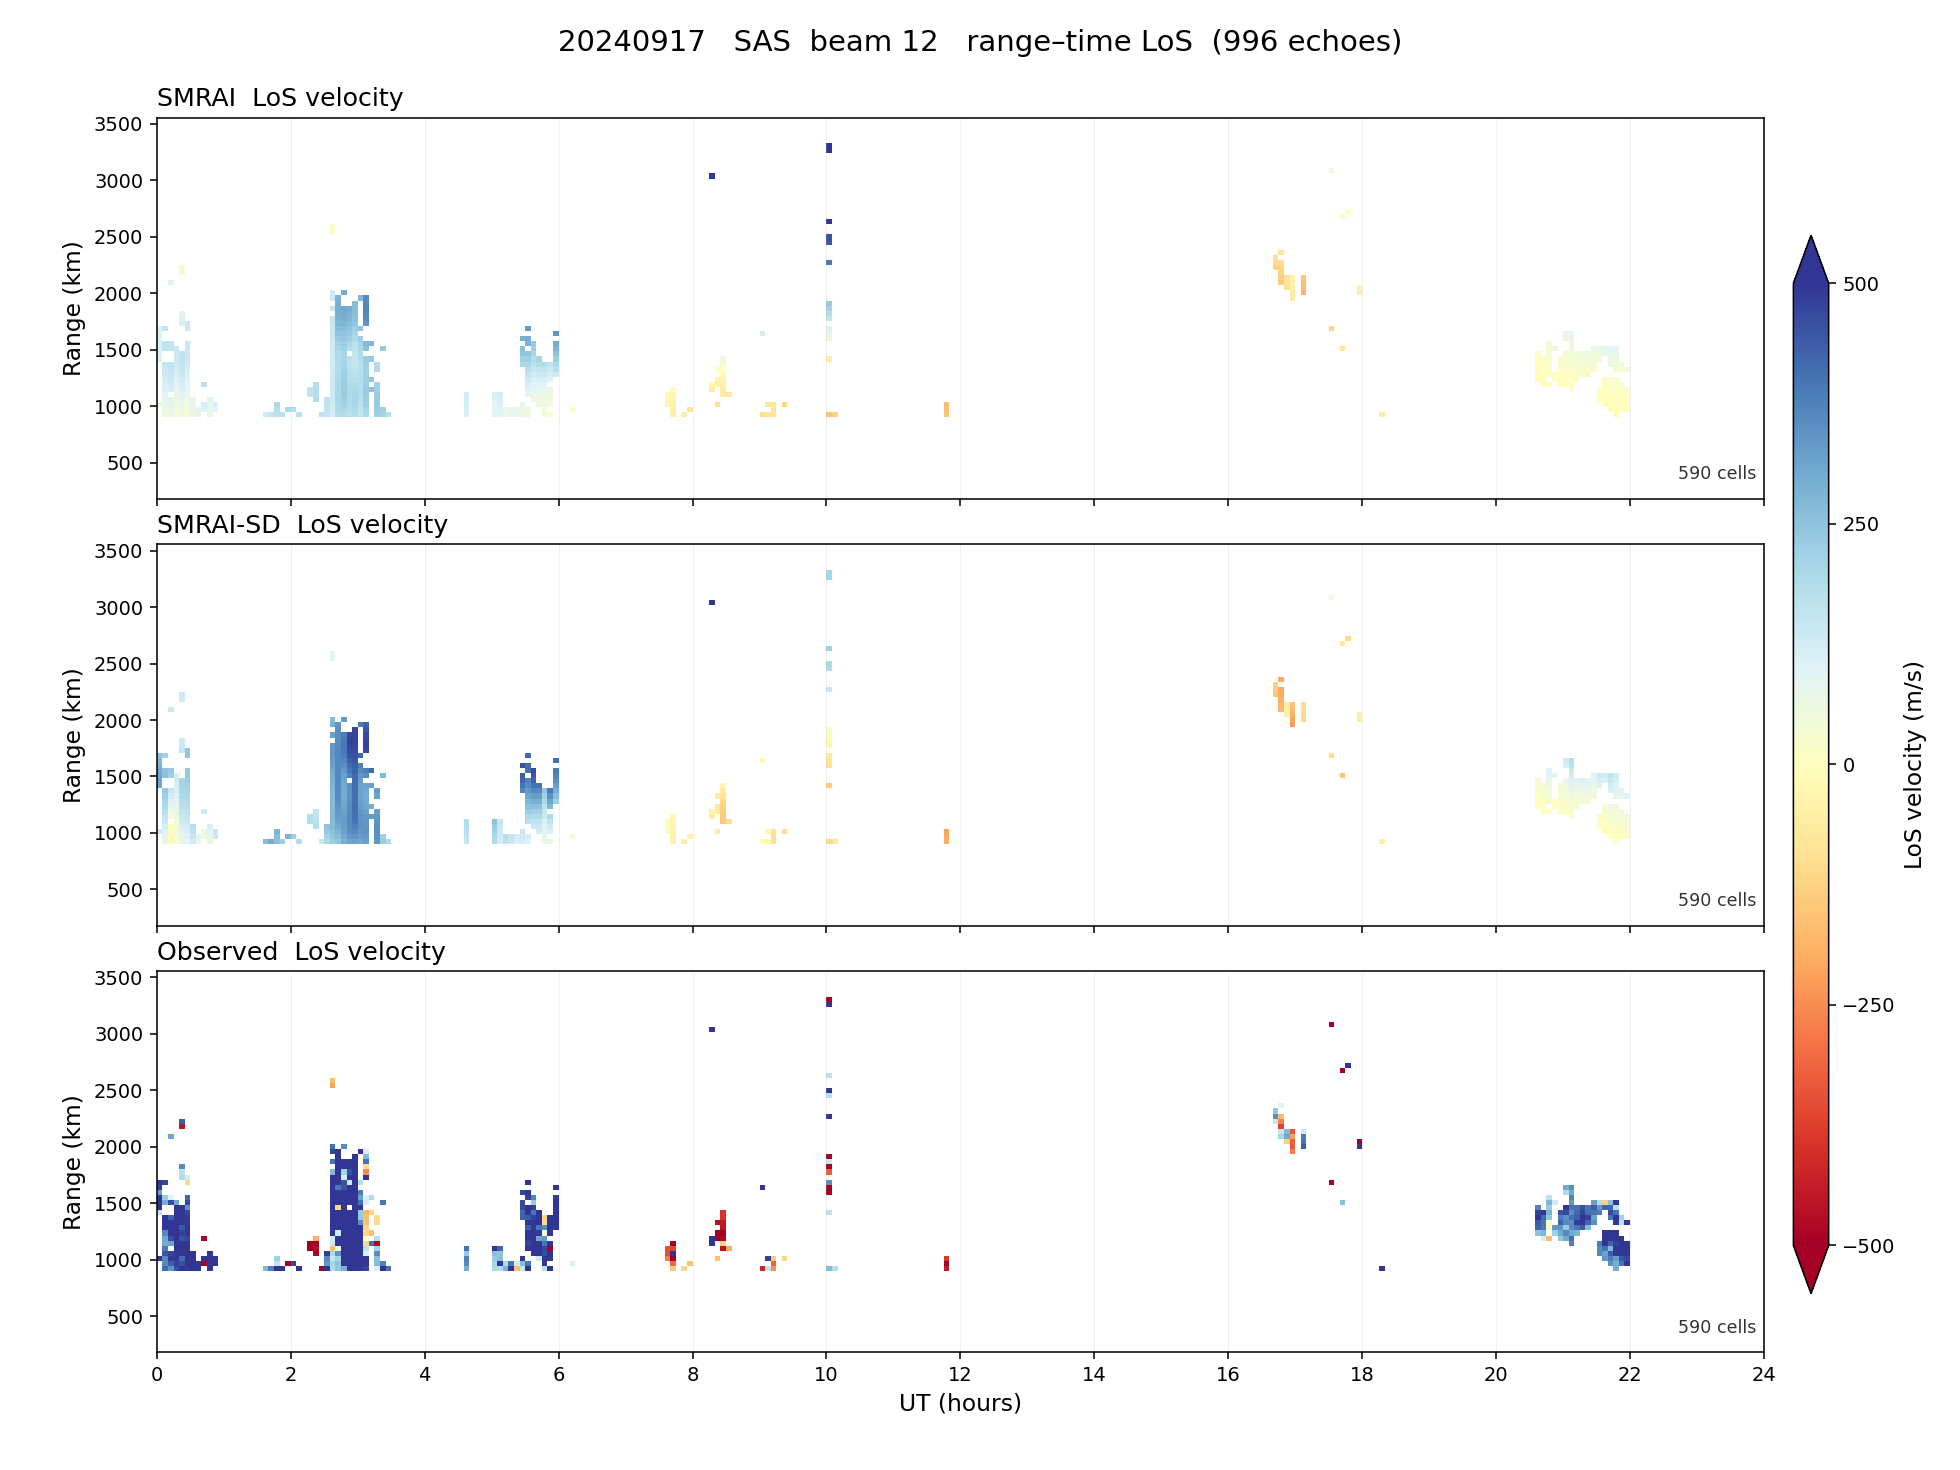 20240917   SAS  beam 12   range–time LoS  (996 echoes)
SMRAI  LoS velocity
3500
3000
2500
2000
1500
1000
500
Range (km)
590 cells
SMRAI-SD  LoS velocity
3500
3000
2500
2000
1500
1000
500
Range (km)
590 cells
Observed  LoS velocity
3500
3000
2500
2000
1500
1000
500
Range (km)
590 cells
0 2 4 6 8 10 12 14 16 18 20 22 24
UT (hours)
500
250
0
−250
−500
LoS velocity (m/s)